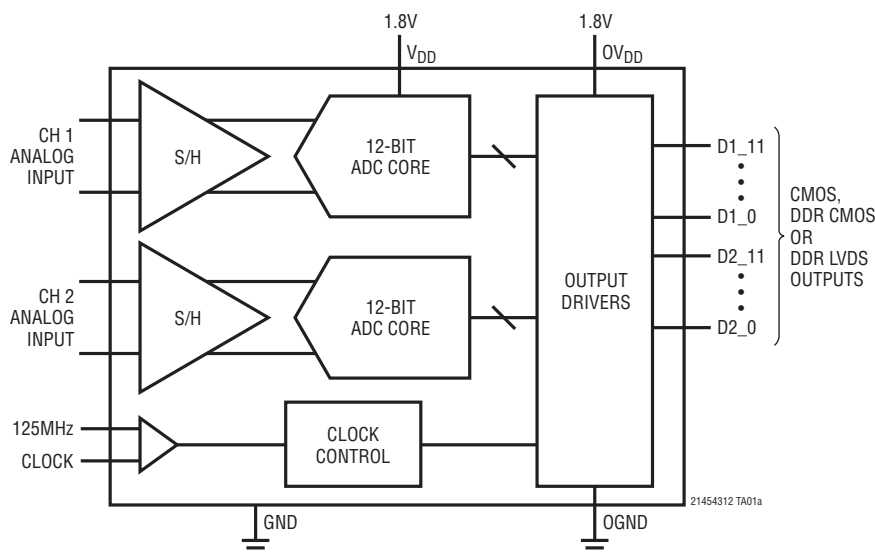 1.8V
1.8V
VDD
OVDD
CH 1
ANALOG
INPUT
S/H
12-BIT
ADC CORE
D1_11
•
•
•
D1_0
CMOS,
DDR CMOS
OR
DDR LVDS
OUTPUTS
CH 2
ANALOG
INPUT
S/H
12-BIT
ADC CORE
OUTPUT
DRIVERS
D2_11
•
•
•
D2_0
125MHz
CLOCK
CLOCK
CONTROL
GND
OGND
21454312 TA01a